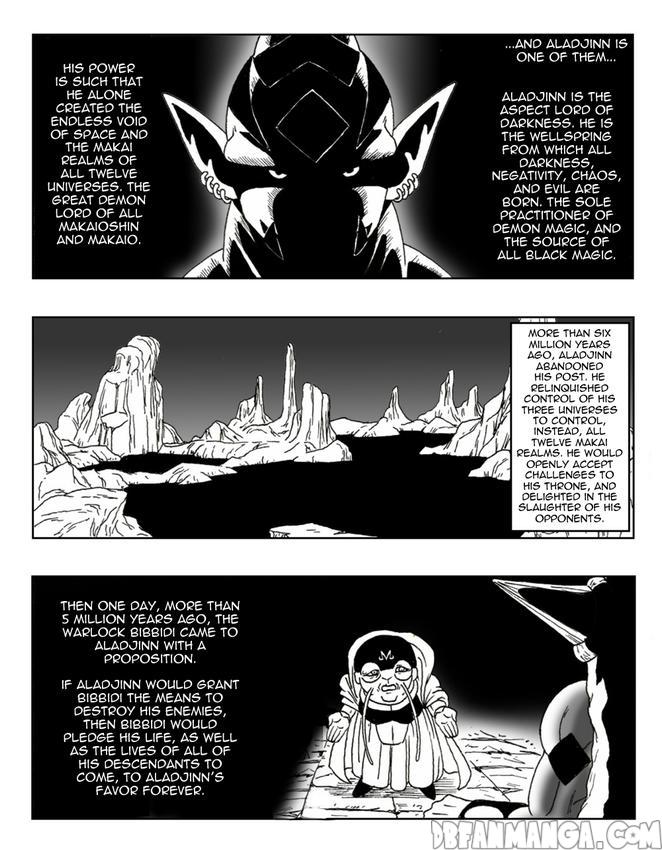 ...AND ALADJINN IS
ONE OF THEM...
ALADJINN IS THE
ASPECT LORD OF
DARKNESS. HE IS
THE WELLSPRING
FROM WHICH ALL
DARKNESS,
NEGATIVITY, CHAOS,
AND EVIL ARE
BORN. THE SOLE
PRACTITIONER OF
DEMON MAGIC, AND
THE SOURCE OF
ALL BLACK MAGIC.
HIS POWER
IS SUCH THAT
HE ALONE
CREATED THE
ENDLESS VOID
OF SPACE AND
THE MAKAI
REALMS OF
ALL TWELVE
UNIVERSES. THE
GREAT DEMON
LORD OF ALL
MAKAIOSHIN
AND MAKAIO.
MORE THAN SIX
MILLION YEARS
AGO, ALADJINN
ABANDONED
HIS POST. HE
RELINQUISHED
CONTROL OF HIS
THREE UNIVERSES
TO CONTROL,
INSTEAD, ALL
TWELVE MAKAI
REALMS. HE WOULD
OPENLY ACCEPT
CHALLENGES TO
HIS THRONE, AND
DELIGHTED IN THE
SLAUGHTER OF HIS
OPPONENTS.
THEN ONE DAY, MORE THAN
5 MILLION YEARS AGO, THE
WARLOCK BIBBIDI CAME TO
ALADJINN WITH A
PROPOSITION.
IF ALADJINN WOULD GRANT
BIBBIDI THE MEANS TO
DESTROY HIS ENEMIES,
THEN BIBBIDI WOULD
PLEDGE HIS LIFE, AS WELL
AS THE LIVES OF ALL OF
HIS DESCENDANTS TO
COME, TO ALADJINN'S
FAVOR FOREVER.
M
DBFANMANGA.COM